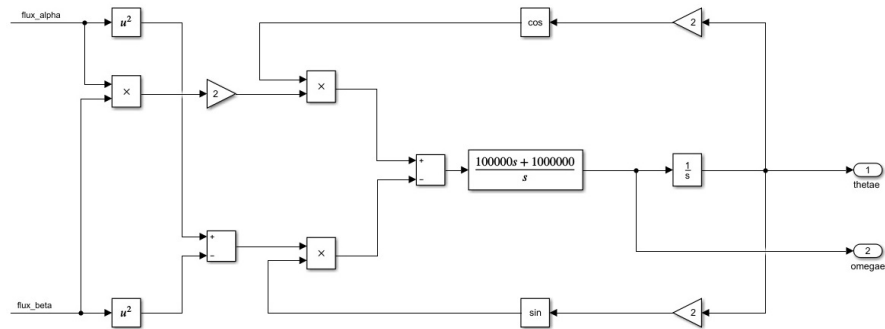 flux_alpha
u²
cos
2
×
2
×
+
−
100000s + 1000000
s
1
s
1
thetae
+
−
×
2
omegae
flux_beta
u²
sin
2